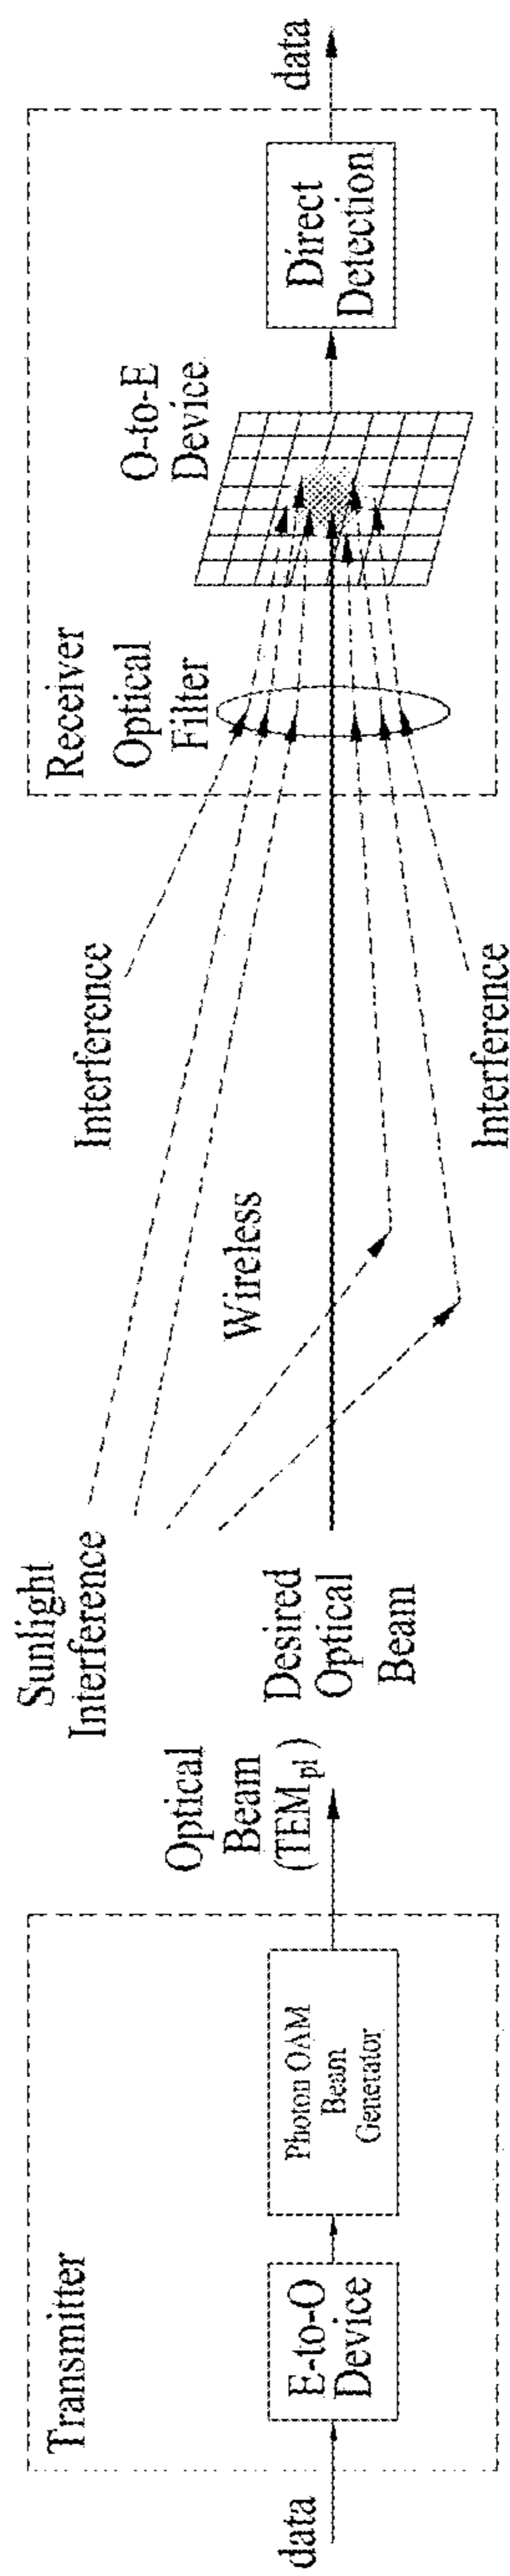 Transmitter
data
E-to-O
Device
Photon OAM
Beam
Generator
Optical
Beam
(TEMpl)
Sunlight
Interference
Desired
Optical
Beam
Wireless
Interference
Interference
Receiver
Optical
Filter
O-to-E
Device
Direct
Detection
data